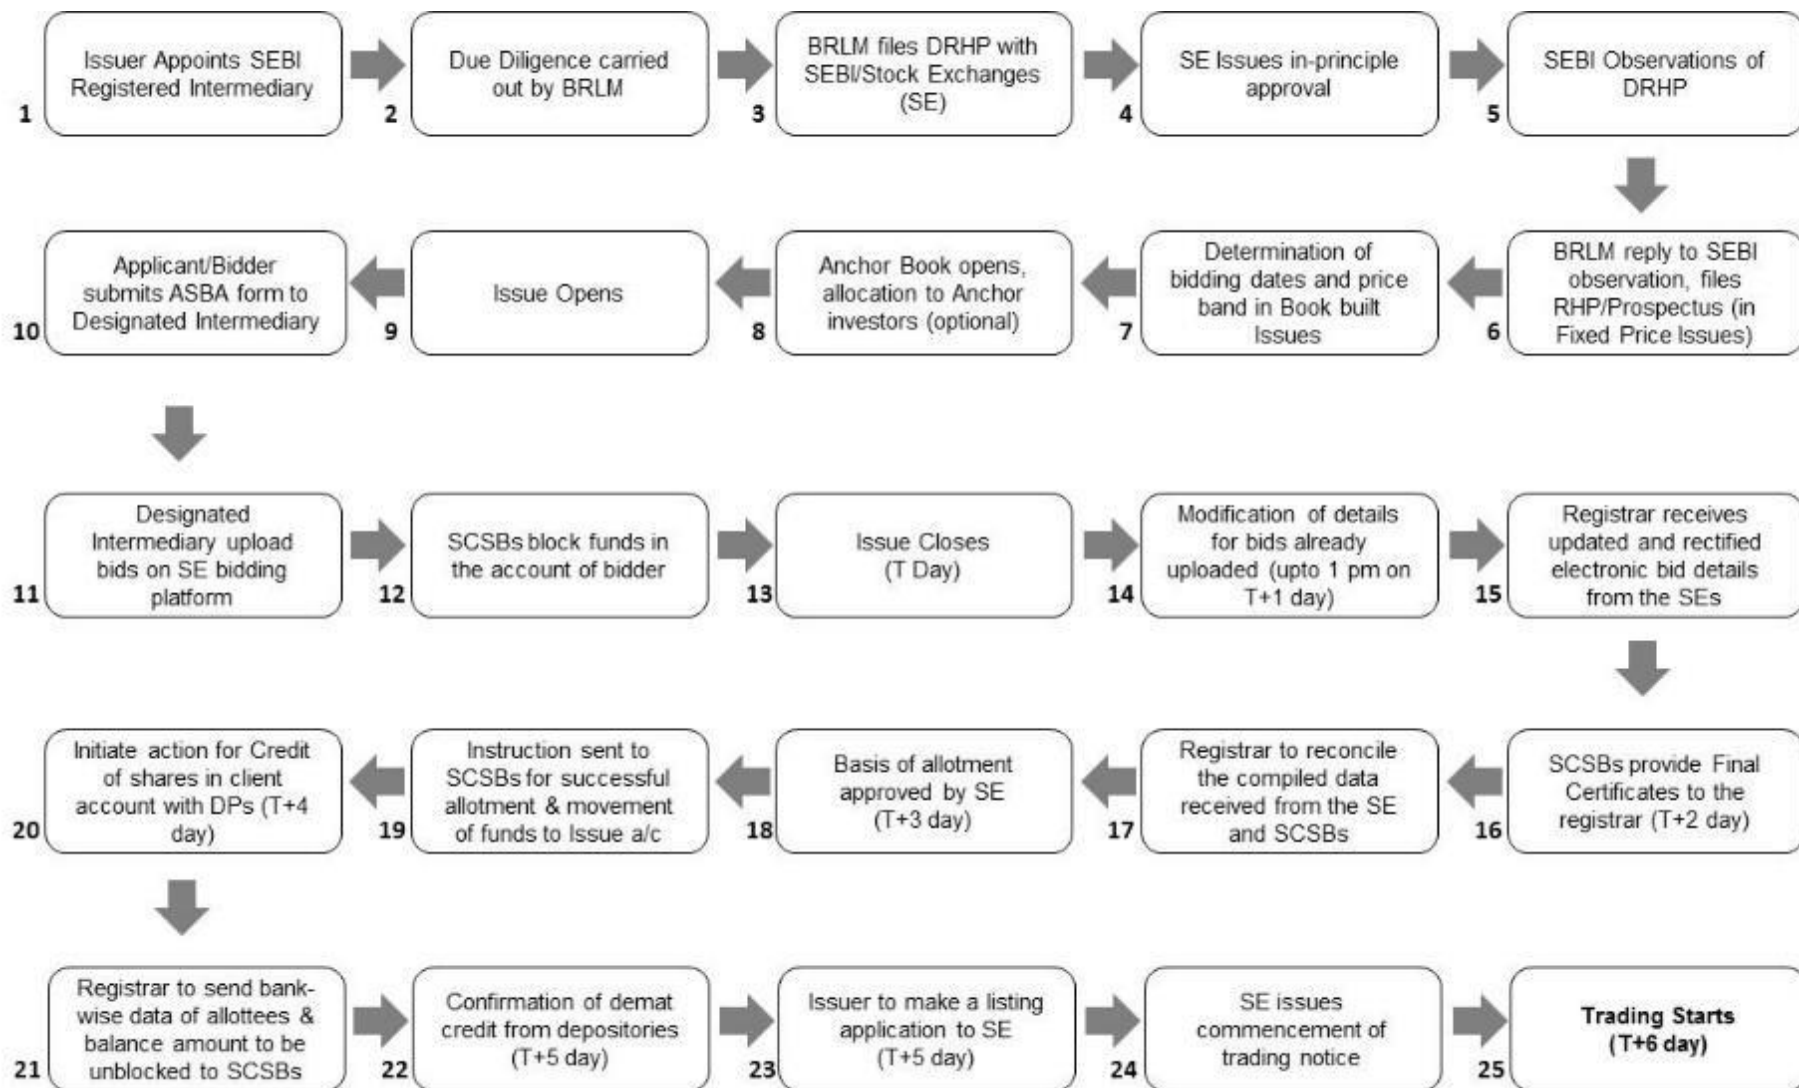 Issuer Appoints SEBI
Registered Intermediary
1
Due Diligence carried
out by BRLM
2
BRLM files DRHP with
SEBI/Stock Exchanges
(SE)
3
SE Issues in-principle
approval
4
SEBI Observations of
DRHP
5
BRLM reply to SEBI
observation, files
RHP/Prospectus (in
Fixed Price Issues)
6
Determination of
bidding dates and price
band in Book built
Issues
7
Anchor Book opens,
allocation to Anchor
investors (optional)
8
Issue Opens
9
Applicant/Bidder
submits ASBA form to
Designated Intermediary
10
Designated
Intermediary upload
bids on SE bidding
platform
11
SCSBs block funds in
the account of bidder
12
Issue Closes
(T Day)
13
Modification of details
for bids already
uploaded (upto 1 pm on
T+1 day)
14
Registrar receives
updated and rectified
electronic bid details
from the SEs
15
SCSBs provide Final
Certificates to the
registrar (T+2 day)
16
Registrar to reconcile
the compiled data
received from the SE
and SCSBs
17
Basis of allotment
approved by SE
(T+3 day)
18
Instruction sent to
SCSBs for successful
allotment & movement
of funds to Issue a/c
19
Initiate action for Credit
of shares in client
account with DPs (T+4
day)
20
Registrar to send bank-
wise data of allottees &
balance amount to be
unblocked to SCSBs
21
Confirmation of demat
credit from depositories
(T+5 day)
22
Issuer to make a listing
application to SE
(T+5 day)
23
SE issues
commencement of
trading notice
24
Trading Starts
(T+6 day)
25